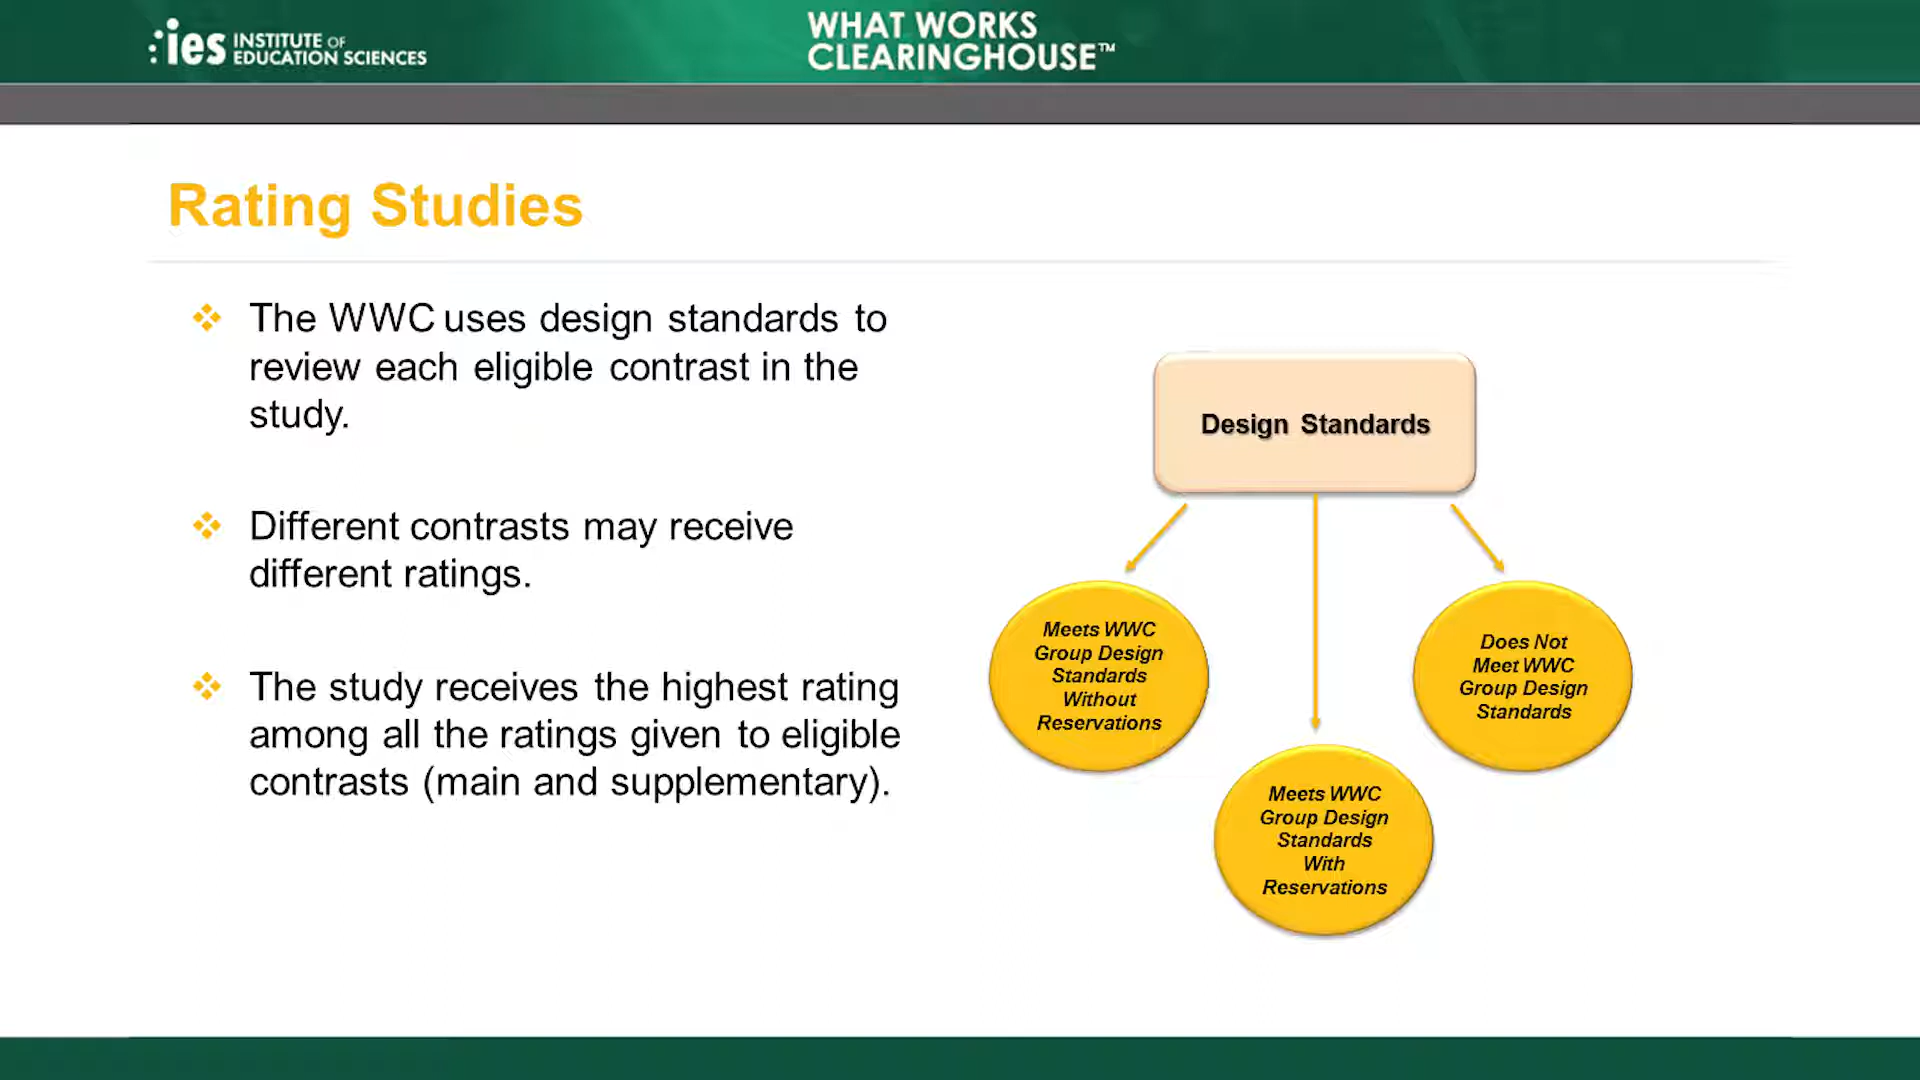 ies INSTITUTE OF
EDUCATION SCIENCES
WHAT WORKS
CLEARINGHOUSE™
Rating Studies
The WWC uses design standards to
review each eligible contrast in the
study.
Different contrasts may receive
different ratings.
The study receives the highest rating
among all the ratings given to eligible
contrasts (main and supplementary).
Design Standards
Meets WWC
Group Design
Standards
Without
Reservations
Meets WWC
Group Design
Standards
With
Reservations
Does Not
Meet WWC
Group Design
Standards